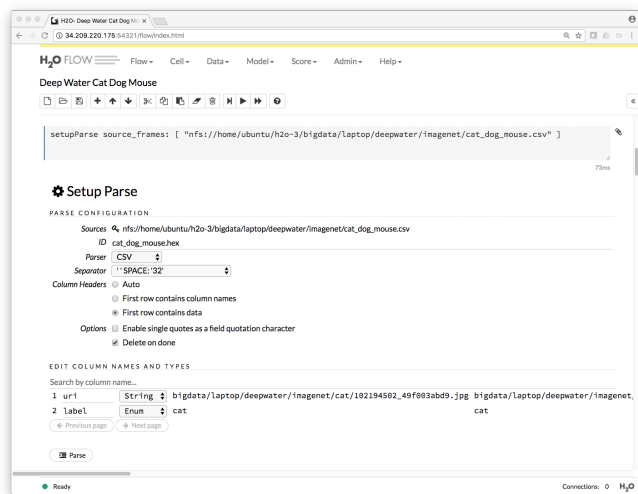 H2O- Deep Water Cat Dog Mo
34.209.220.175:54321/flow/index.html
H2O FLOW Flow Cell Data Model Score Admin Help
Deep Water Cat Dog Mouse
setupParse source_frames: [ "nfs://home/ubuntu/h2o-3/bigdata/laptop/deepwater/imagenet/cat_dog_mouse.csv" ]
73ms
Setup Parse
PARSE CONFIGURATION
Sources nfs://home/ubuntu/h2o-3/bigdata/laptop/deepwater/imagenet/cat_dog_mouse.csv
ID cat_dog_mouse.hex
Parser CSV
Separator ' ' SPACE: '32'
Column Headers Auto
First row contains column names
First row contains data
Options Enable single quotes as a field quotation character
Delete on done
EDIT COLUMN NAMES AND TYPES
Search by column name...
1 uri String bigdata/laptop/deepwater/imagenet/cat/102194502_49f003abd9.jpg bigdata/laptop/deepwater/imagenet
2 label Enum cat cat
← Previous page → Next page
Parse
Ready Connections: 0 H2O